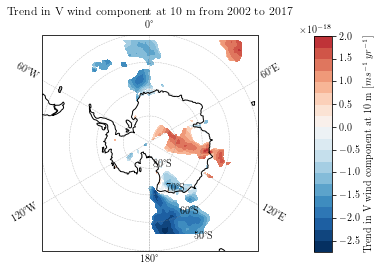 Trend in V wind component at 10 m from 2002 to 2017
0°
×10⁻¹⁸
60°W
60°E
80°S
70°S
60°S
50°S
120°W
120°E
180°
2.0
1.5
1.0
0.5
0.0
−0.5
−1.0
−1.5
−2.0
−2.5
Trend in V wind component at 10 m [ms⁻¹ yr⁻¹]